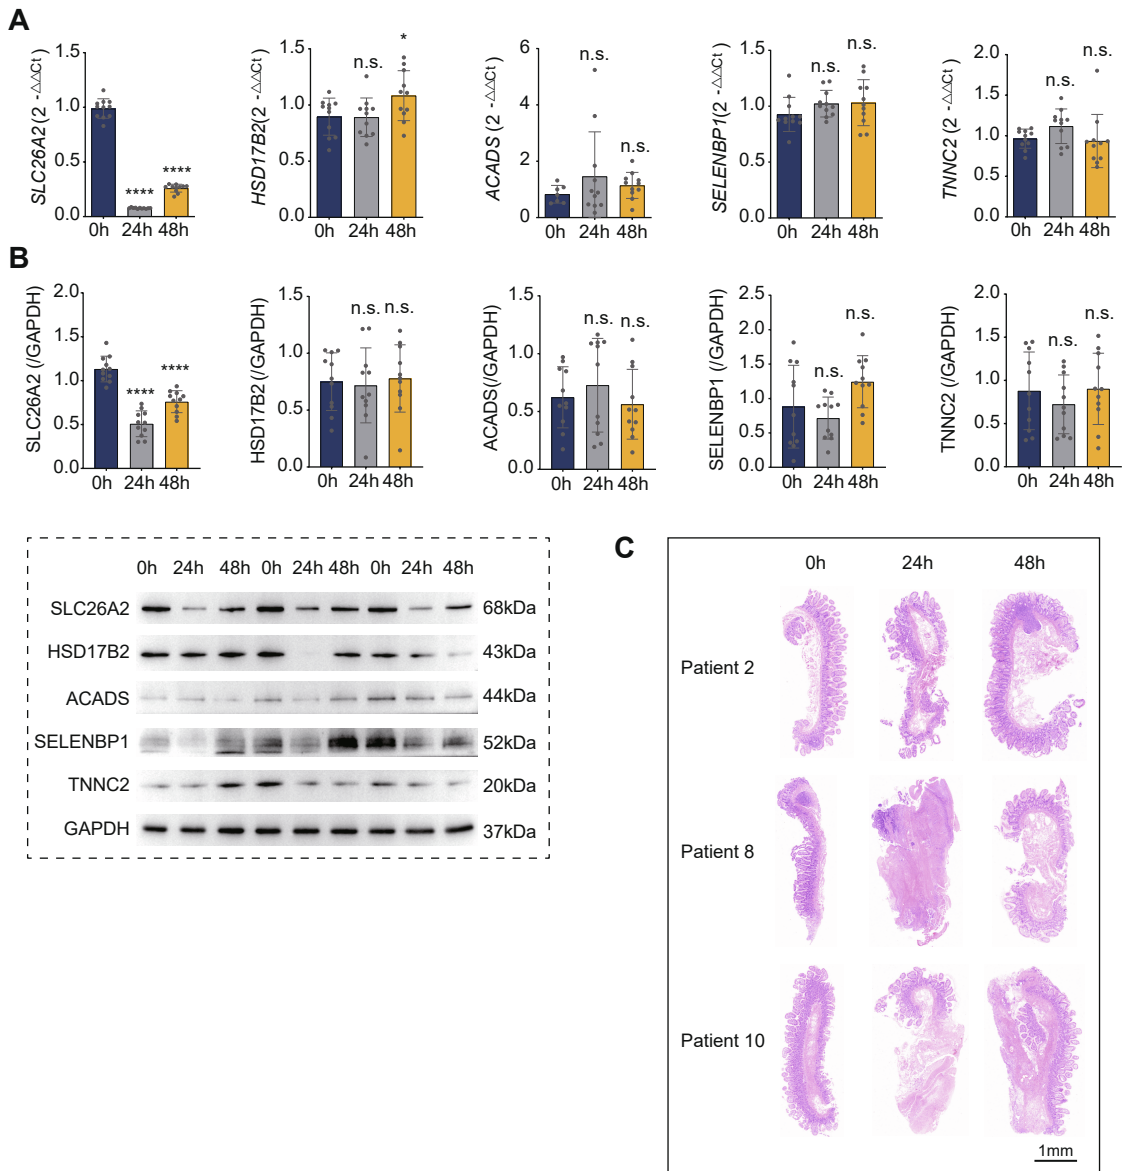 A
SLC26A2(2 -△△Ct )
1.5
1.0
0.5
0.0
****
****
0h 24h 48h
HSD17B2(2 -△△Ct )
1.5
1.0
0.5
0.0
n.s.
*
0h 24h 48h
ACADS (2 -△△Ct )
6
4
2
0
n.s.
n.s.
0h 24h 48h
SELENBP1(2 -△△Ct )
1.5
1.0
0.5
0.0
n.s.
n.s.
0h 24h 48h
TNNC2 (2 -△△Ct )
2.0
1.5
1.0
0.5
0.0
n.s.
n.s.
0h 24h 48h
B
SLC26A2 (/GAPDH)
2.0
1.5
1.0
0.5
0.0
****
****
0h 24h 48h
HSD17B2 (/GAPDH)
1.5
1.0
0.5
0.0
n.s. n.s.
0h 24h 48h
ACADS(/GAPDH)
1.5
1.0
0.5
0.0
n.s.
n.s.
0h 24h 48h
SELENBP1 (/GAPDH)
2.5
2.0
1.5
1.0
0.5
0.0
n.s.
n.s.
0h 24h 48h
TNNC2 (/GAPDH)
2.0
1.5
1.0
0.5
0.0
n.s.
n.s.
0h 24h 48h
0h 24h 48h 0h 24h 48h 0h 24h 48h
SLC26A2 68kDa
HSD17B2 43kDa
ACADS 44kDa
SELENBP1 52kDa
TNNC2 20kDa
GAPDH 37kDa
C
0h 24h 48h
Patient 2
Patient 8
Patient 10
1mm